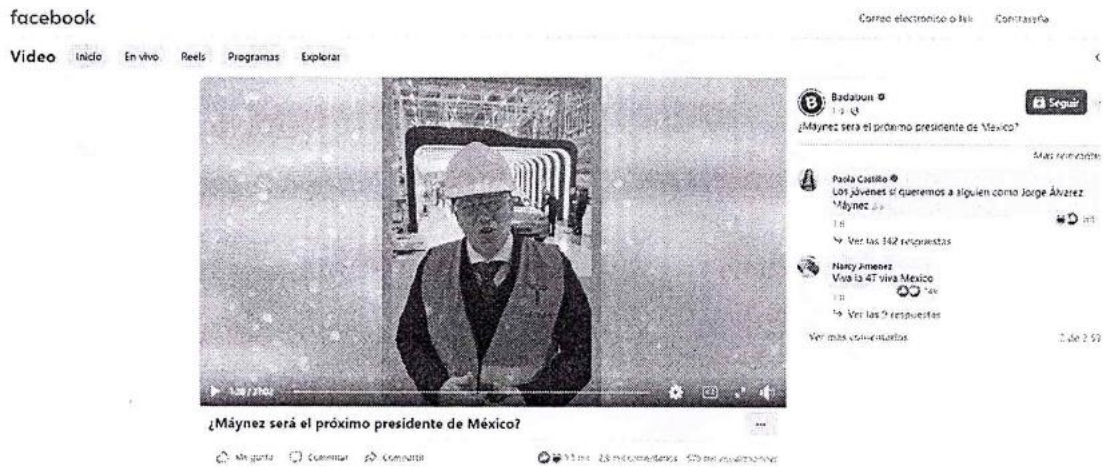 facebook
Correo electrónico o
Contraseña
Video
Inicio
En vivo
Reels
Programas
Explorar
Badabun
Seguir
¿Máynez será el próximo presidente de México?
Más relevante
Paola Castillo
Los jóvenes sí queremos a alguien como Jorge Álvarez
Máynez
Ver las 342 respuestas
Nancy Jimenez
Viva la 4T viva Mexico
Ver las 9 respuestas
Ver más comentarios
¿Máynez será el próximo presidente de México?
Me gusta
Comentar
Compartir
comentarios